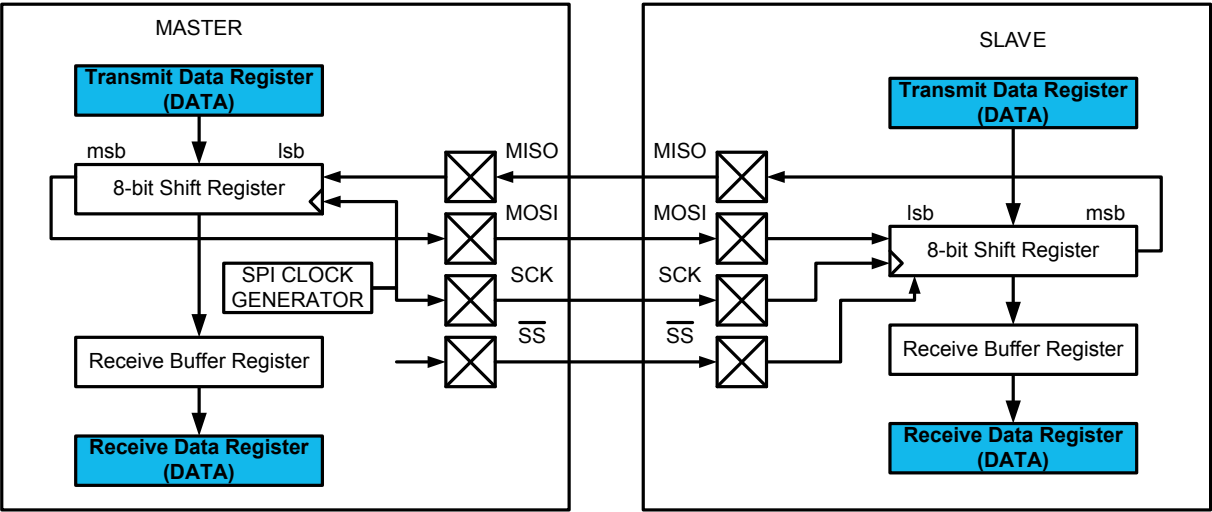 MASTER
Transmit Data Register
(DATA)
msb
lsb
8-bit Shift Register
SPI CLOCK
GENERATOR
Receive Buffer Register
Receive Data Register
(DATA)
MISO
MOSI
SCK
SS
SLAVE
MISO
MOSI
SCK
SS
Transmit Data Register
(DATA)
lsb
msb
8-bit Shift Register
Receive Buffer Register
Receive Data Register
(DATA)